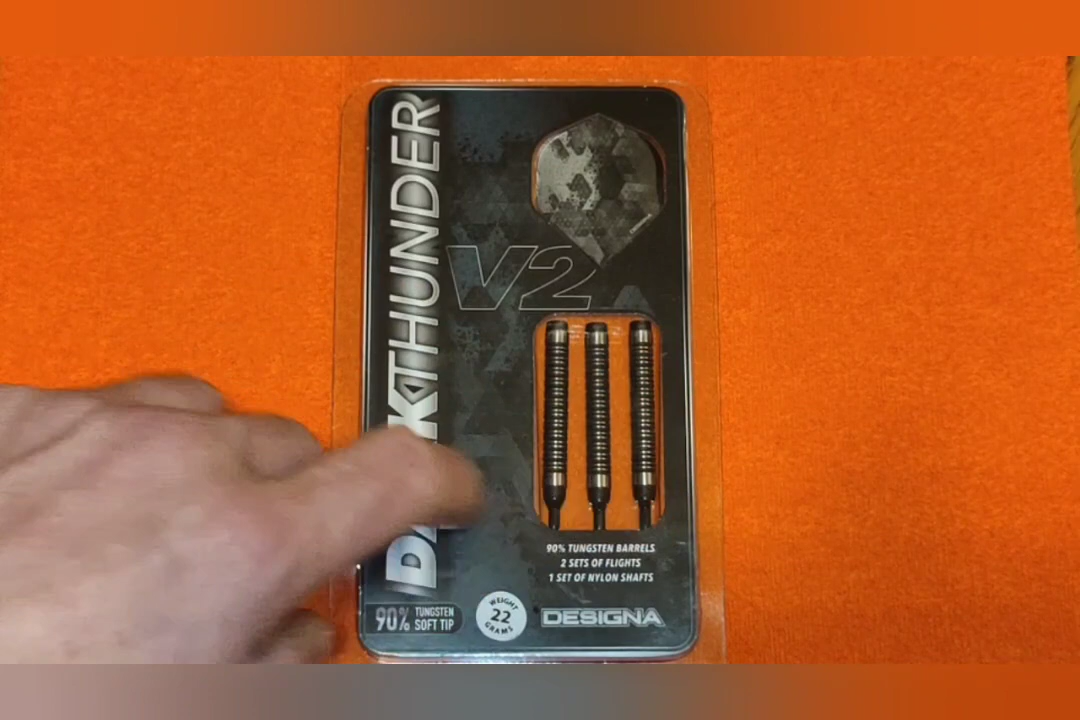 DARKTHUNDER
V2
90% TUNGSTEN BARRELS
2 SETS OF FLIGHTS
1 SET OF NYLON SHAFTS
90% TUNGSTEN
SOFT TIP
WEIGHT
22
GRAMS
DESIGNA